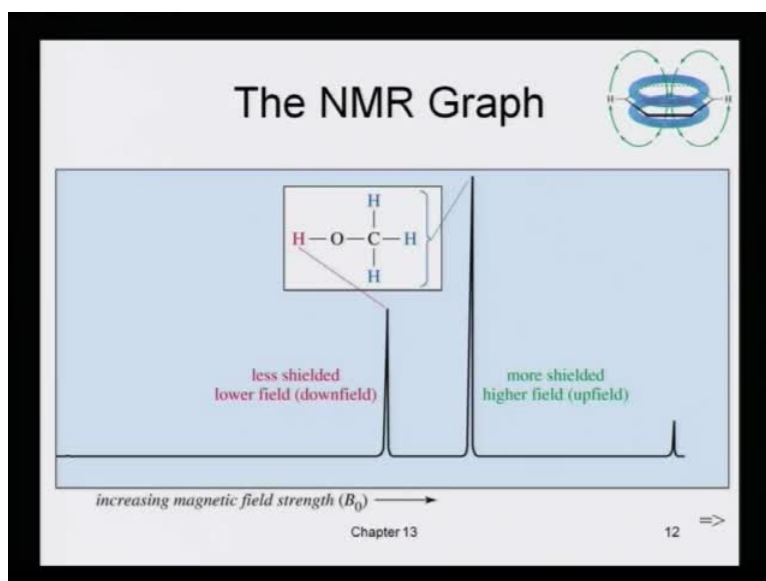 The NMR Graph
H
H
H
H—O—C—H
H
less shielded
lower field (downfield)
more shielded
higher field (upfield)
increasing magnetic field strength (B0)
Chapter 13
12
=>